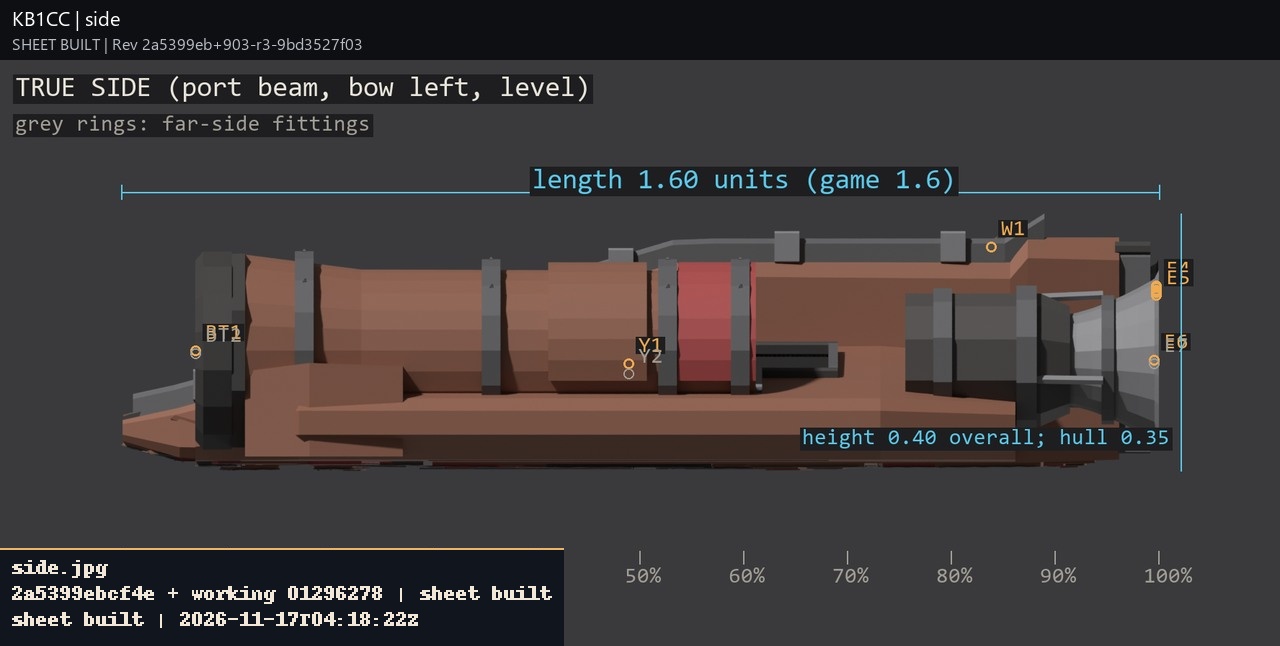 KB1CC | side
SHEET BUILT | Rev 2a5399eb+903-r3-9bd3527f03
TRUE SIDE (port beam, bow left, level)
grey rings: far-side fittings
length 1.60 units (game 1.6)
W1
E5
BT1
Y1
Y2
E6
height 0.40 overall; hull 0.35
50% 60% 70% 80% 90% 100%
side.jpg
2a5399ebcf4e + working 01296278 | sheet built
sheet built | 2026-11-17T04:18:22Z